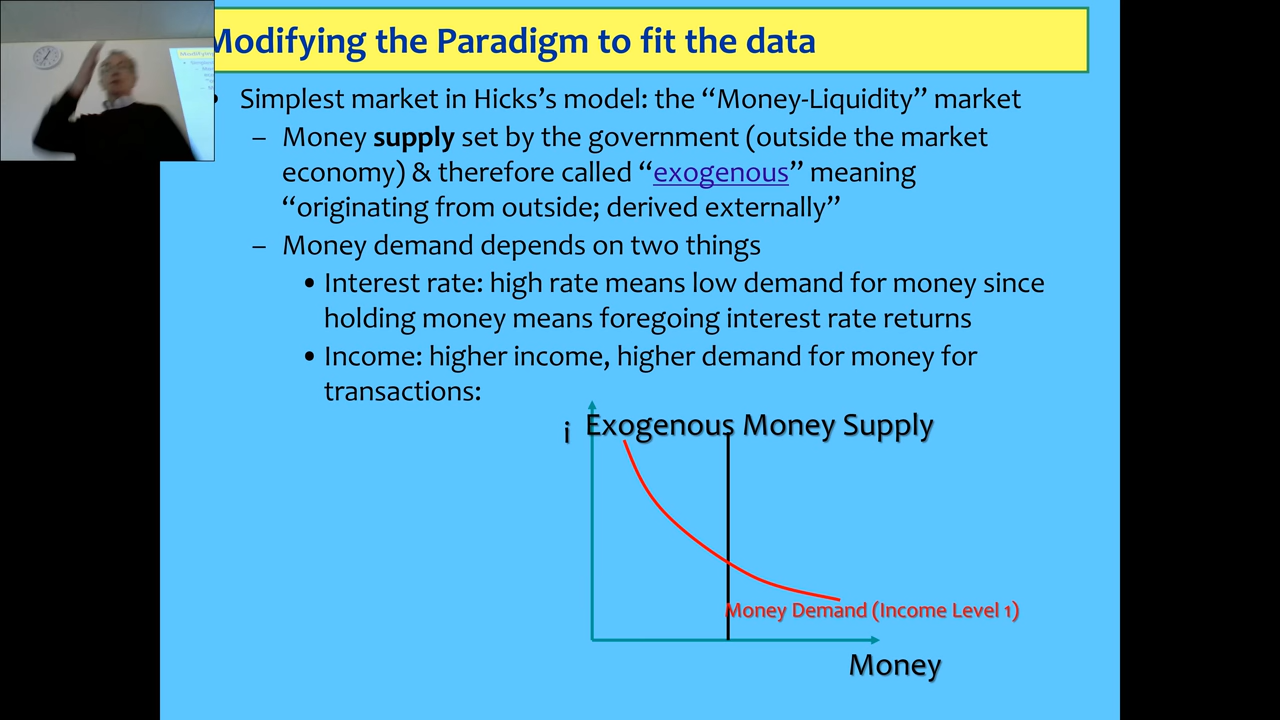 Modifying the Paradigm to fit the data
• Simplest market in Hicks’s model: the “Money-Liquidity” market
– Money supply set by the government (outside the market
economy) & therefore called “exogenous” meaning
“originating from outside; derived externally”
– Money demand depends on two things
• Interest rate: high rate means low demand for money since
holding money means foregoing interest rate returns
• Income: higher income, higher demand for money for
transactions:
i Exogenous Money Supply
Money Demand (Income Level 1)
Money